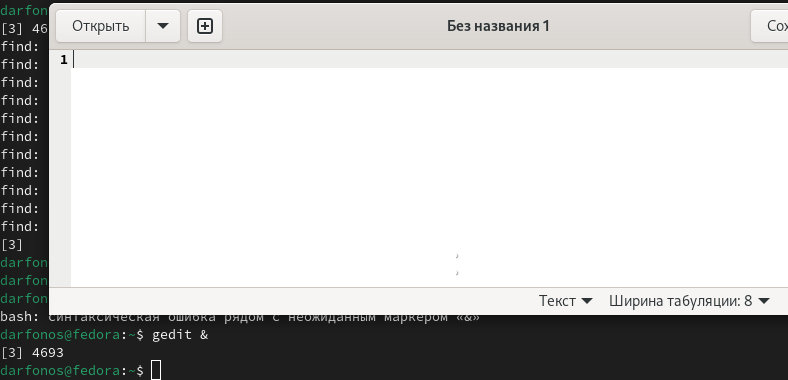 darfonos
[3] 46
Открыть
Без названия 1
find:
find:
1
find:
find:
find:
find:
find:
find:
find:
find:
find:
[3]
darfon
darfon
darfon
Текст Ширина табуляции: 8
bash: синтаксическая ошибка рядом с неожиданным маркером «&»
darfonos@fedora:~$ gedit &
[3] 4693
darfonos@fedora:~$